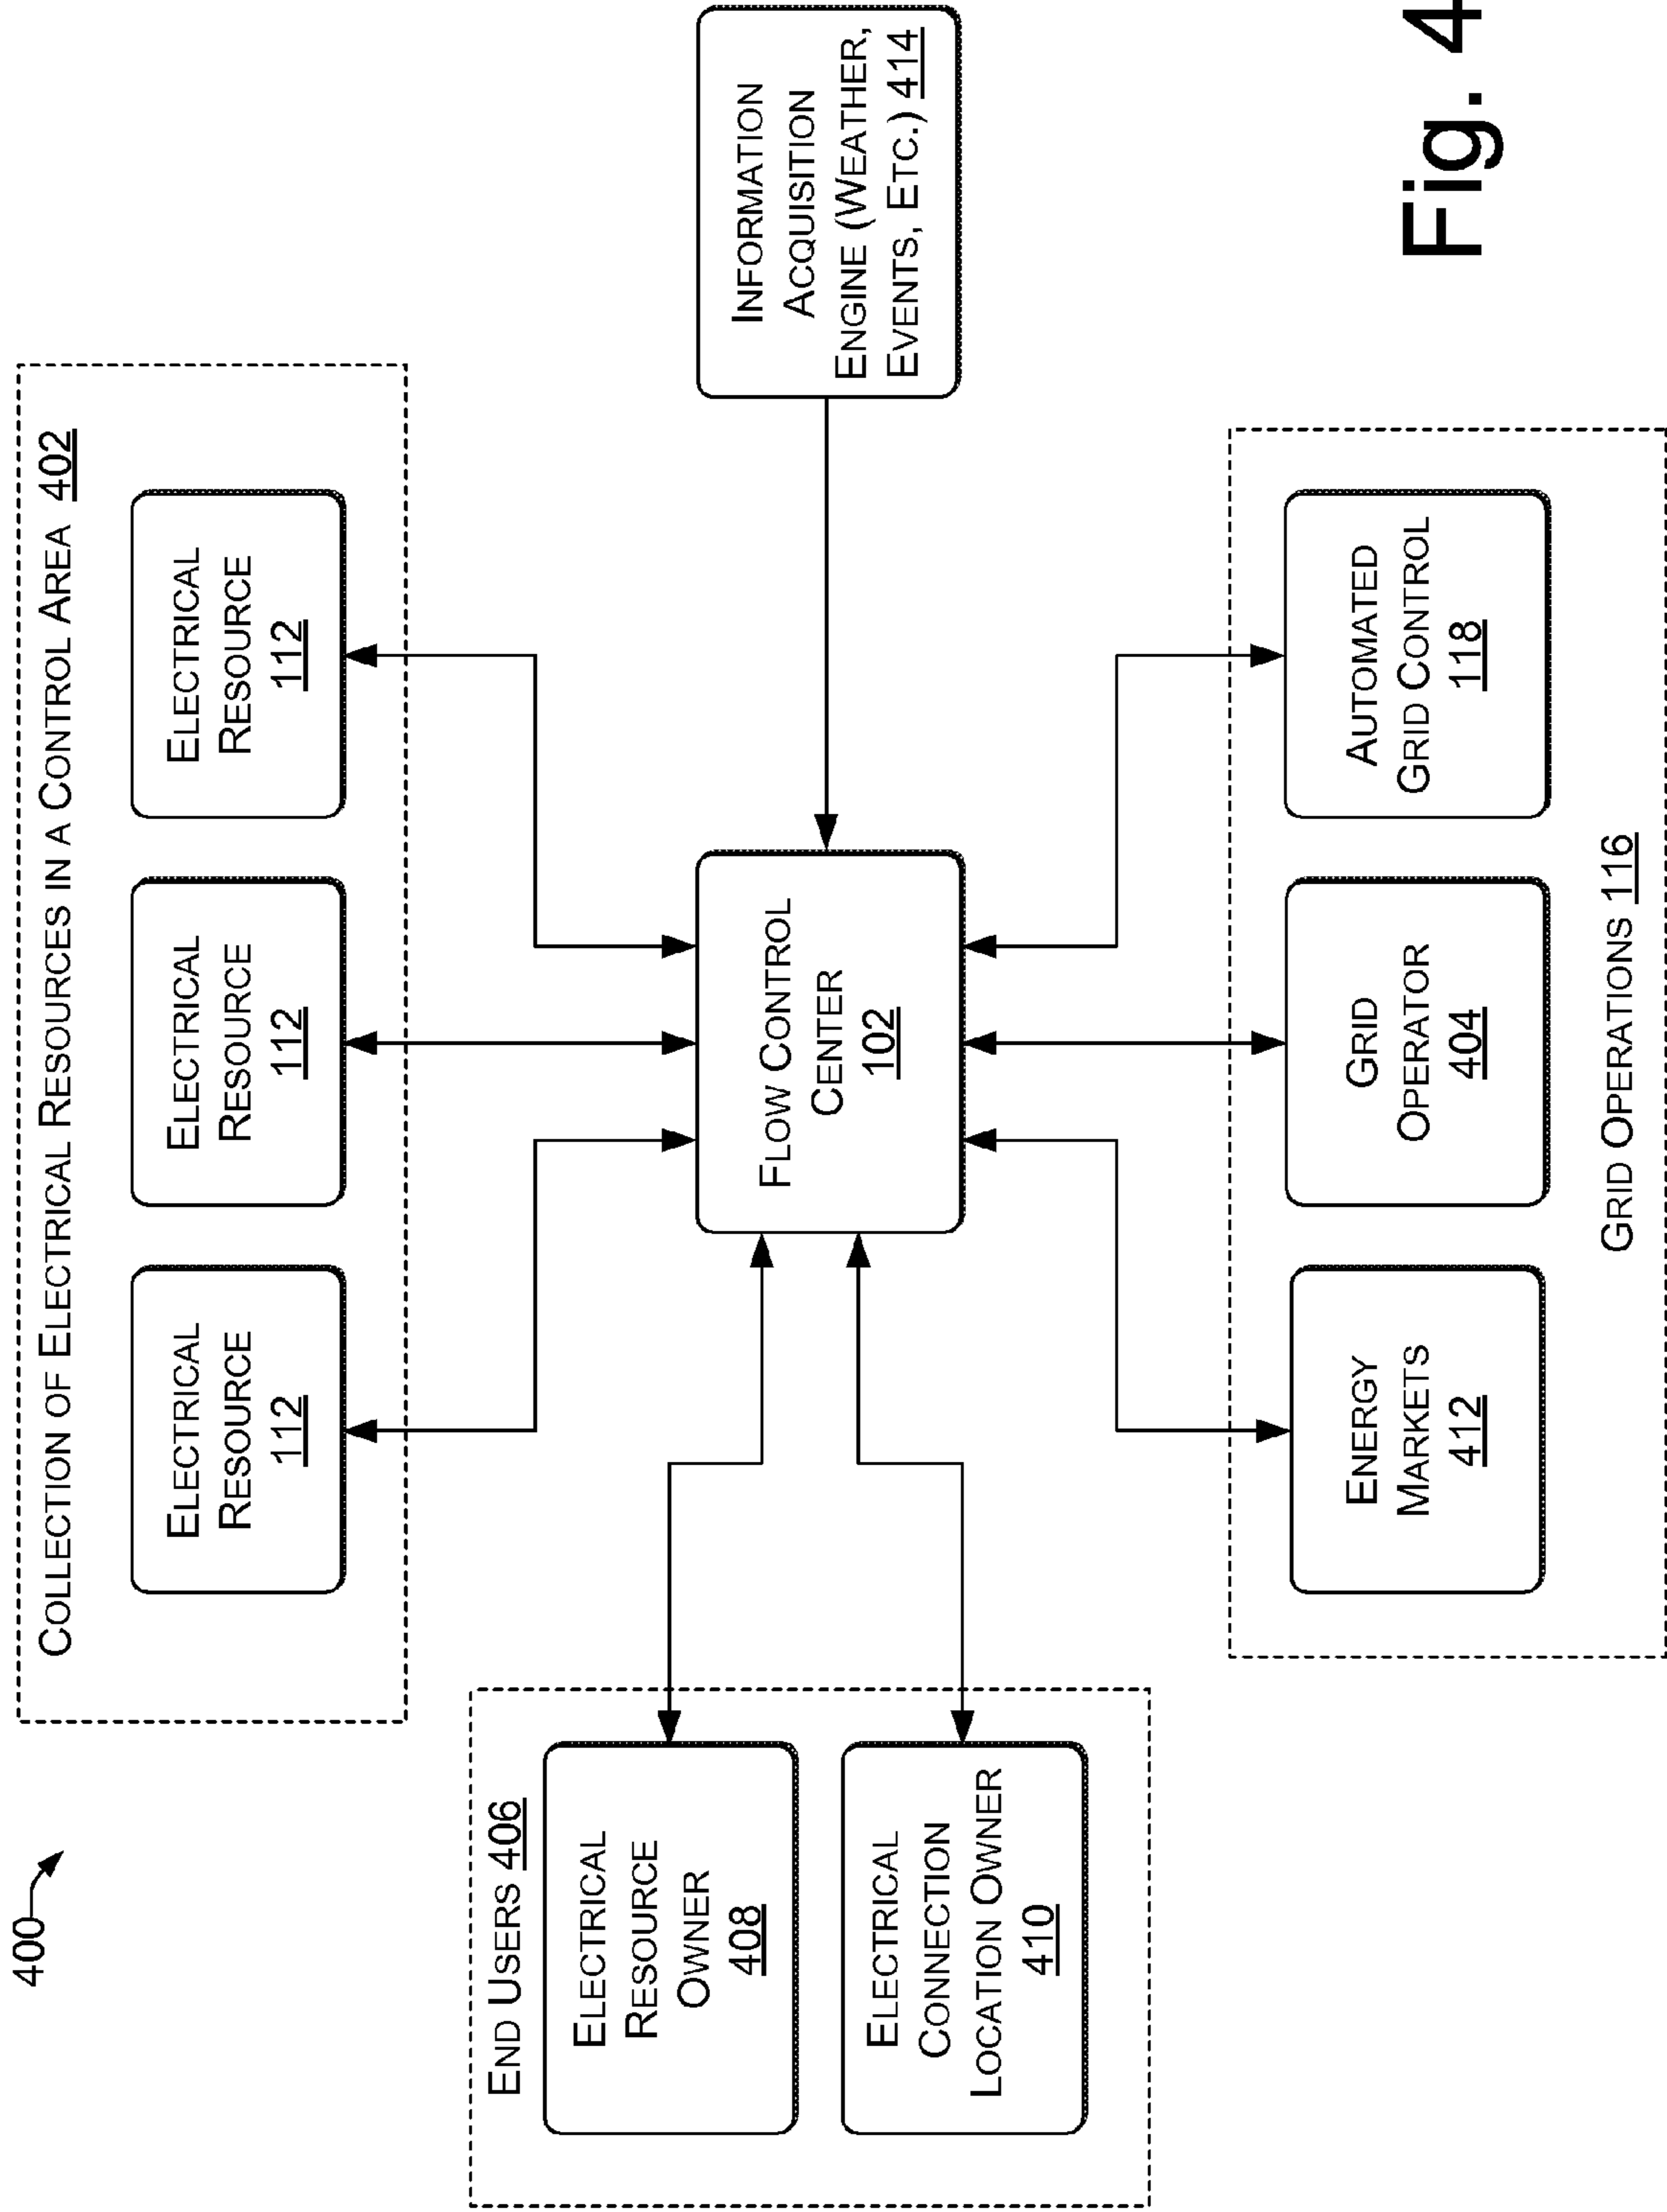 400
COLLECTION OF ELECTRICAL RESOURCES IN A CONTROL AREA 402
ELECTRICAL
RESOURCE
112
ELECTRICAL
RESOURCE
112
ELECTRICAL
RESOURCE
112
END USERS 406
ELECTRICAL
RESOURCE
OWNER
408
ELECTRICAL
CONNECTION
LOCATION OWNER
410
FLOW CONTROL
CENTER
102
INFORMATION
ACQUISITION
ENGINE (WEATHER,
EVENTS, ETC.) 414
ENERGY
MARKETS
412
GRID
OPERATOR
404
AUTOMATED
GRID CONTROL
118
GRID OPERATIONS 116
Fig. 4